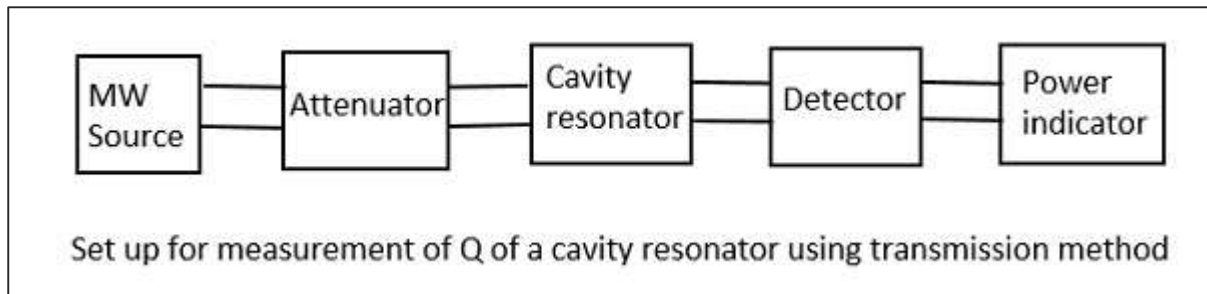 MW
Source
Attenuator
Cavity
resonator
Detector
Power
indicator
Set up for measurement of Q of a cavity resonator using transmission method